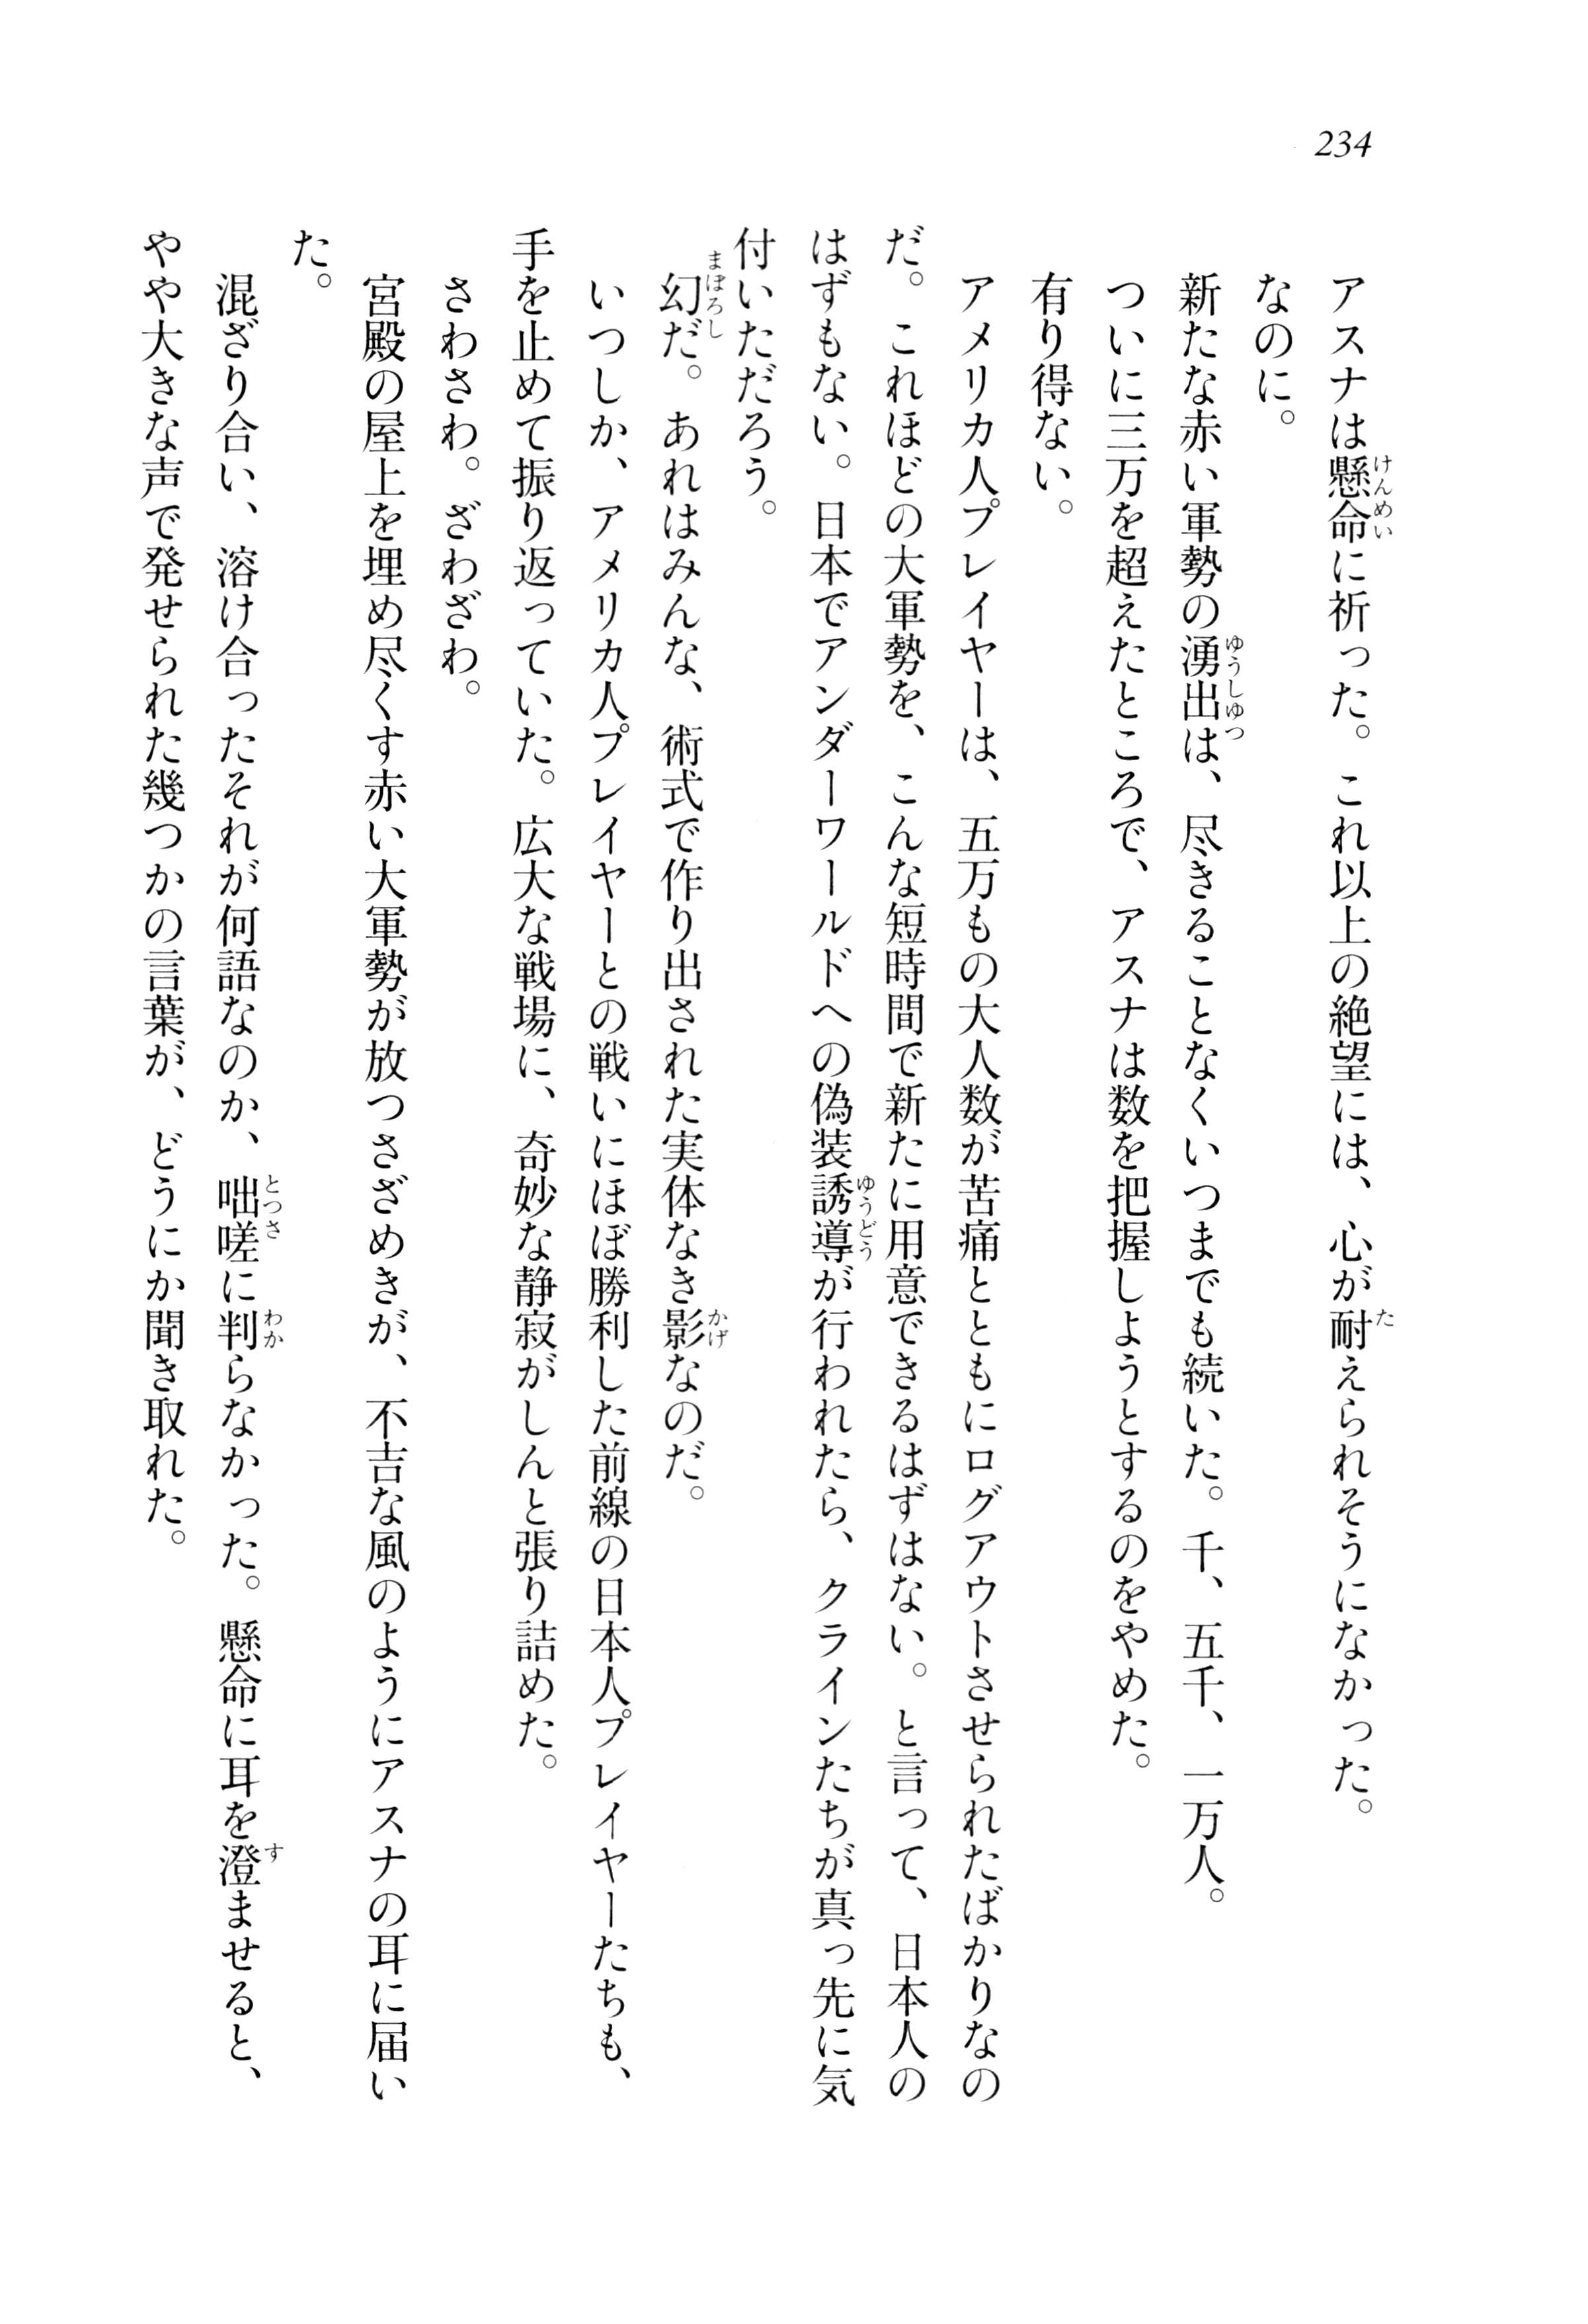 234
アスナは懸命に祈った。これ以上の絶望には、心が耐えられそうになかった。
なのに。
新たな赤い軍勢の湧出は、尽きることなくいつまでも続いた。千、五千、一万人。
ついに三万を超えたところで、アスナは数を把握しようとするのをやめた。
有り得ない。
アメリカ人プレイヤーは、五万もの大人数が苦痛とともにログアウトさせられたばかりなの
だ。これほどの大軍勢を、こんな短時間で新たに用意できるはずはない。と言って、日本人の
はずもない。日本でアンダーワールドへの偽装誘導が行われたら、クラインたちが真っ先に気
付いただろう。
幻だ。あれはみんな、術式で作り出された実体なき影なのだ。
いつしか、アメリカ人プレイヤーとの戦いにほぼ勝利した前線の日本人プレイヤーたちも、
手を止めて振り返っていた。広大な戦場に、奇妙な静寂がしんと張り詰めた。
さわさわ。ざわざわ。
宮殿の屋上を埋め尽くす赤い大軍勢が放つさざめきが、不吉な風のようにアスナの耳に届い
た。
混ざり合い、溶け合ったそれが何語なのか、咄嗟に判らなかった。懸命に耳を澄ませると、
やや大きな声で発せられた幾つかの言葉が、どうにか聞き取れた。